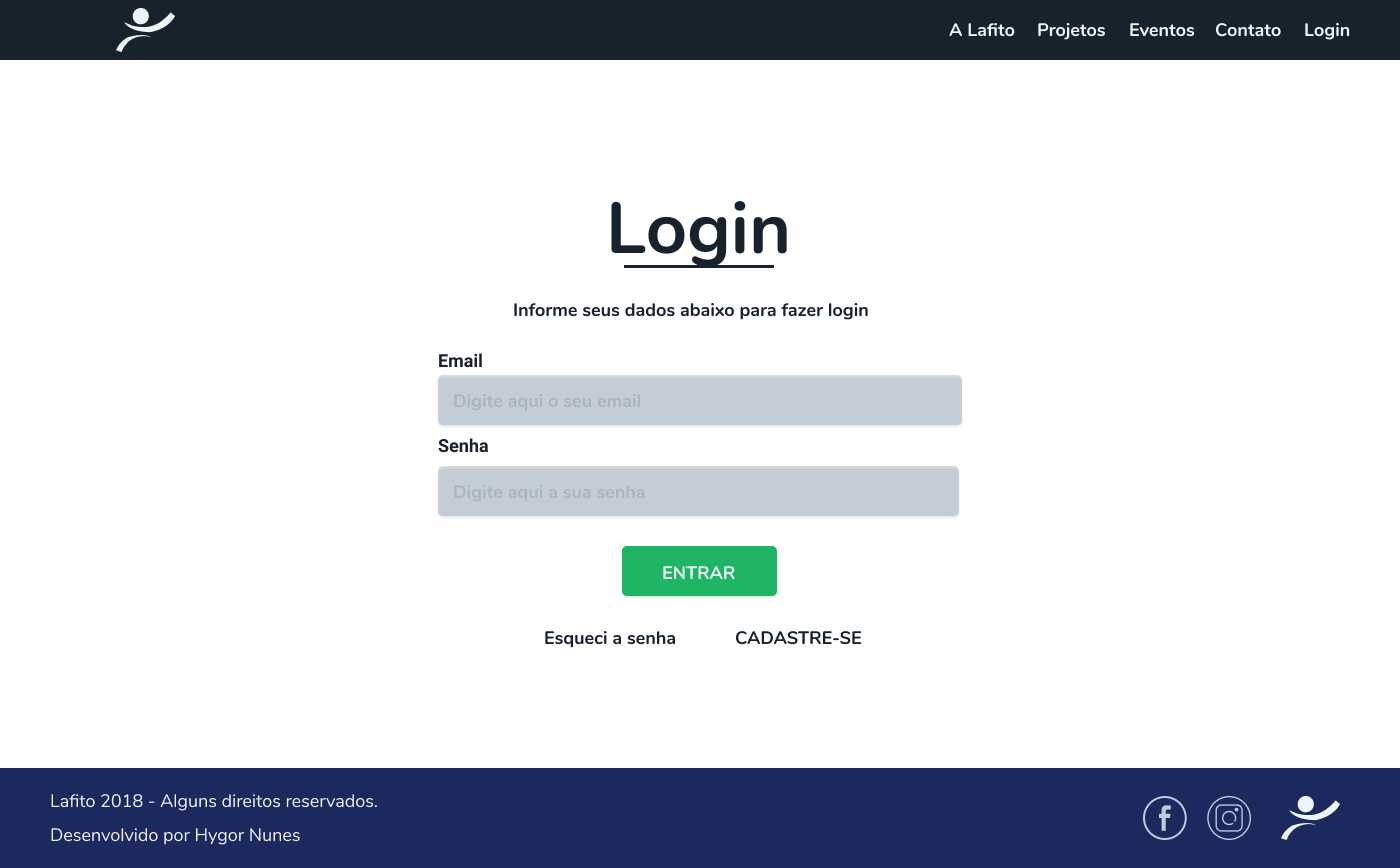 A Lafito Projetos Eventos Contato Login
Login
Informe seus dados abaixo para fazer login
Email
Digite aqui o seu email
Senha
Digite aqui a sua senha
ENTRAR
Esqueci a senha CADASTRE-SE
Lafito 2018 - Alguns direitos reservados.
Desenvolvido por Hygor Nunes